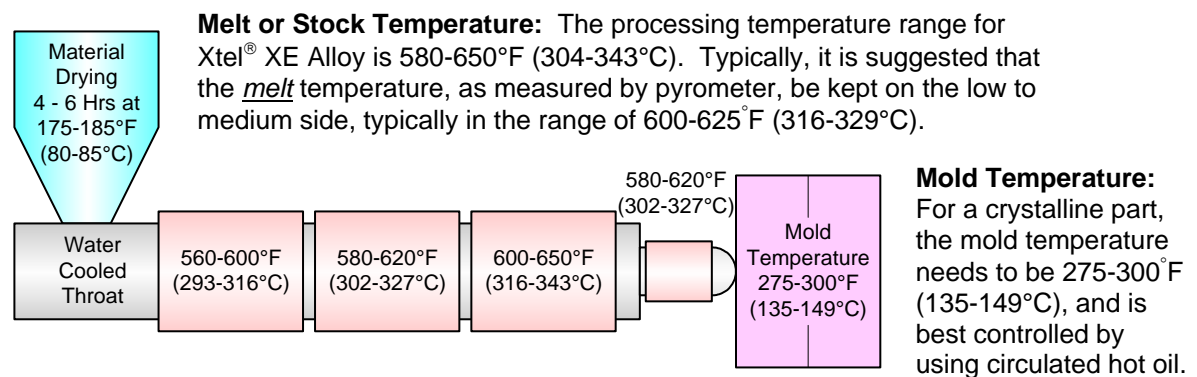 Melt or Stock Temperature: The processing temperature range for
Xtel® XE Alloy is 580-650°F (304-343°C). Typically, it is suggested that
the melt temperature, as measured by pyrometer, be kept on the low to
medium side, typically in the range of 600-625°F (316-329°C).
Material
Drying
4 - 6 Hrs at
175-185°F
(80-85°C)
Water
Cooled
Throat
560-600°F
(293-316°C)
580-620°F
(302-327°C)
600-650°F
(316-343°C)
580-620°F
(302-327°C)
Mold
Temperature
275-300°F
(135-149°C)
Mold Temperature:
For a crystalline part,
the mold temperature
needs to be 275-300°F
(135-149°C), and is
best controlled by
using circulated hot oil.